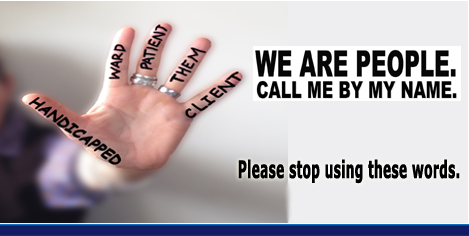 HANDICAPPED
WARD
PATIENT
THEM
CLIENT
WE ARE PEOPLE.
CALL ME BY MY NAME.
Please stop using these words.